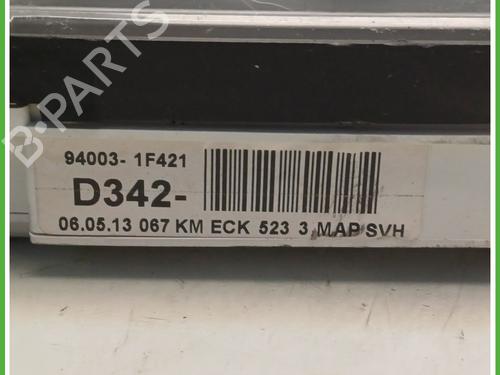 B-PARTS
94003- 1F421
D342-
06.05.13 067 KM ECK 523 3 MAP SVH